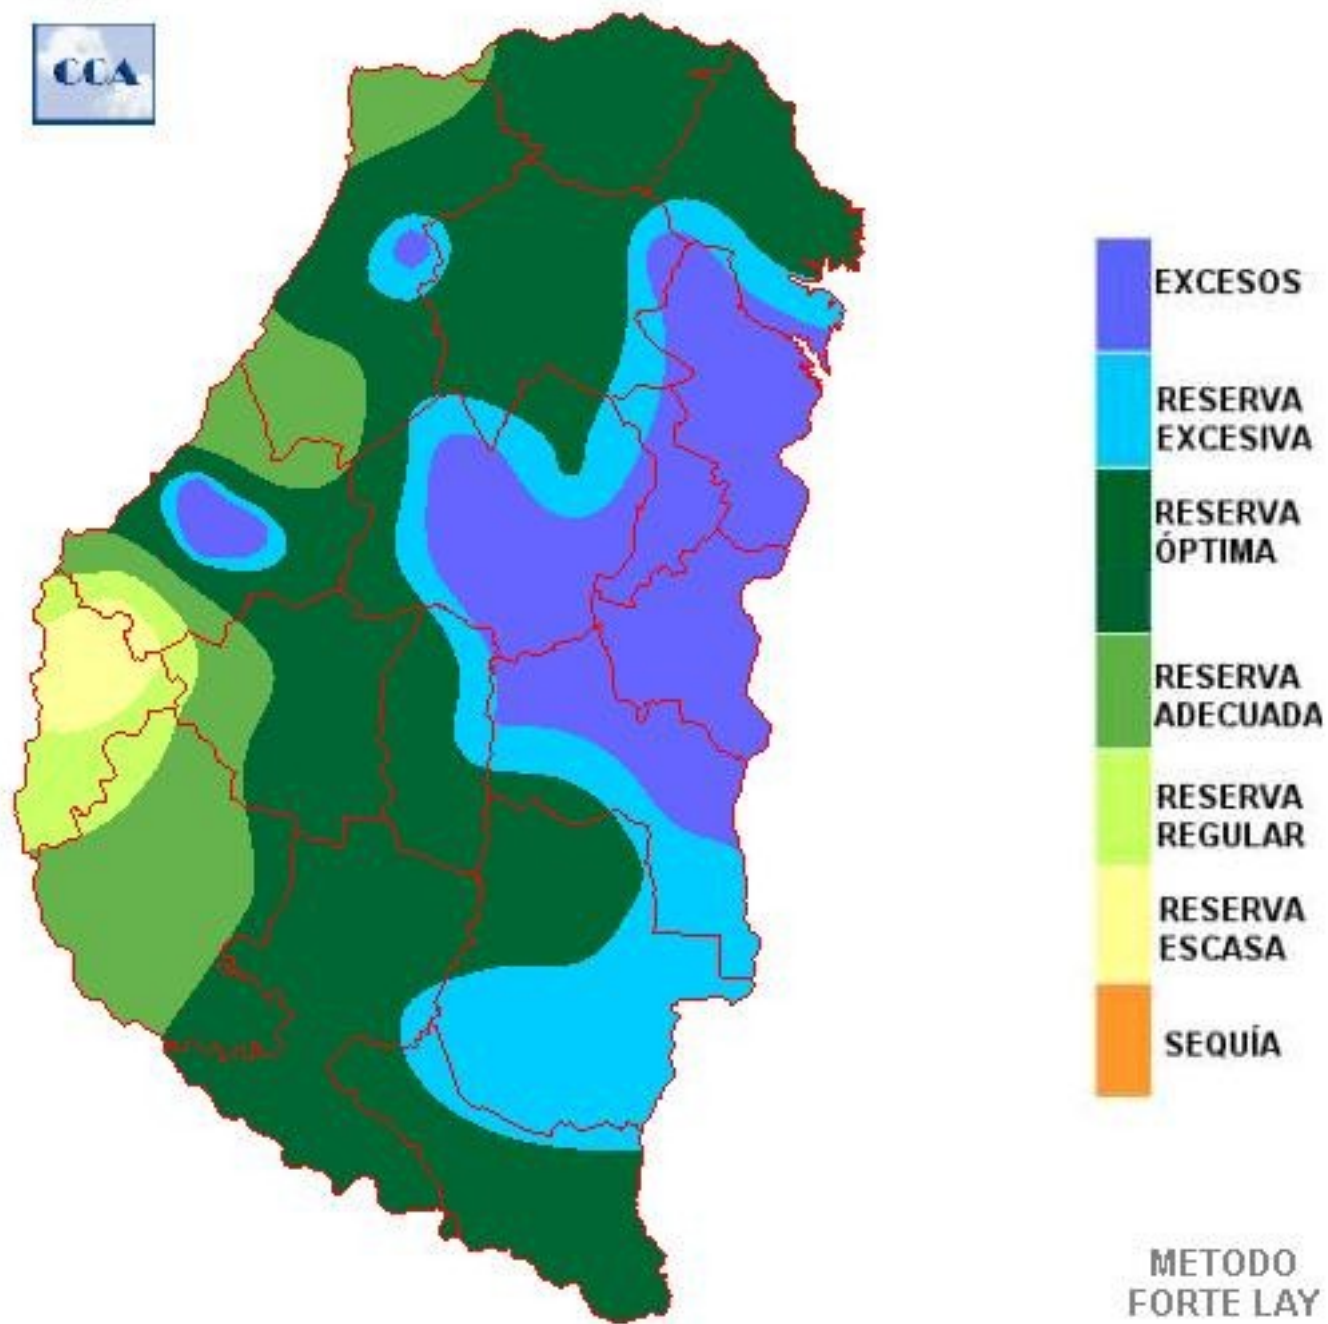 CCA
EXCESOS
RESERVA
EXCESIVA
RESERVA
ÓPTIMA
RESERVA
ADECUADA
RESERVA
REGULAR
RESERVA
ESCASA
SEQUÍA
METODO
FORTE LAY